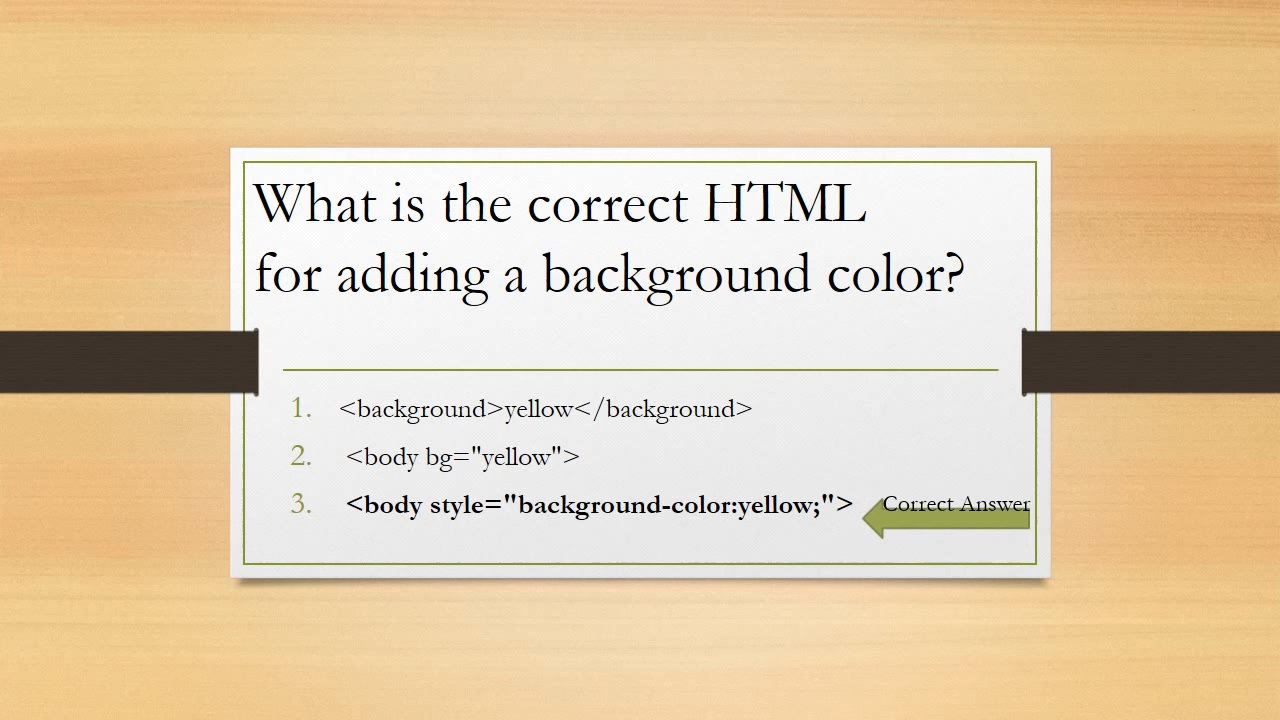 What is the correct HTML
for adding a background color?
1. <background>yellow</background>
2. <body bg="yellow">
3. <body style="background-color:yellow;"> Correct Answer